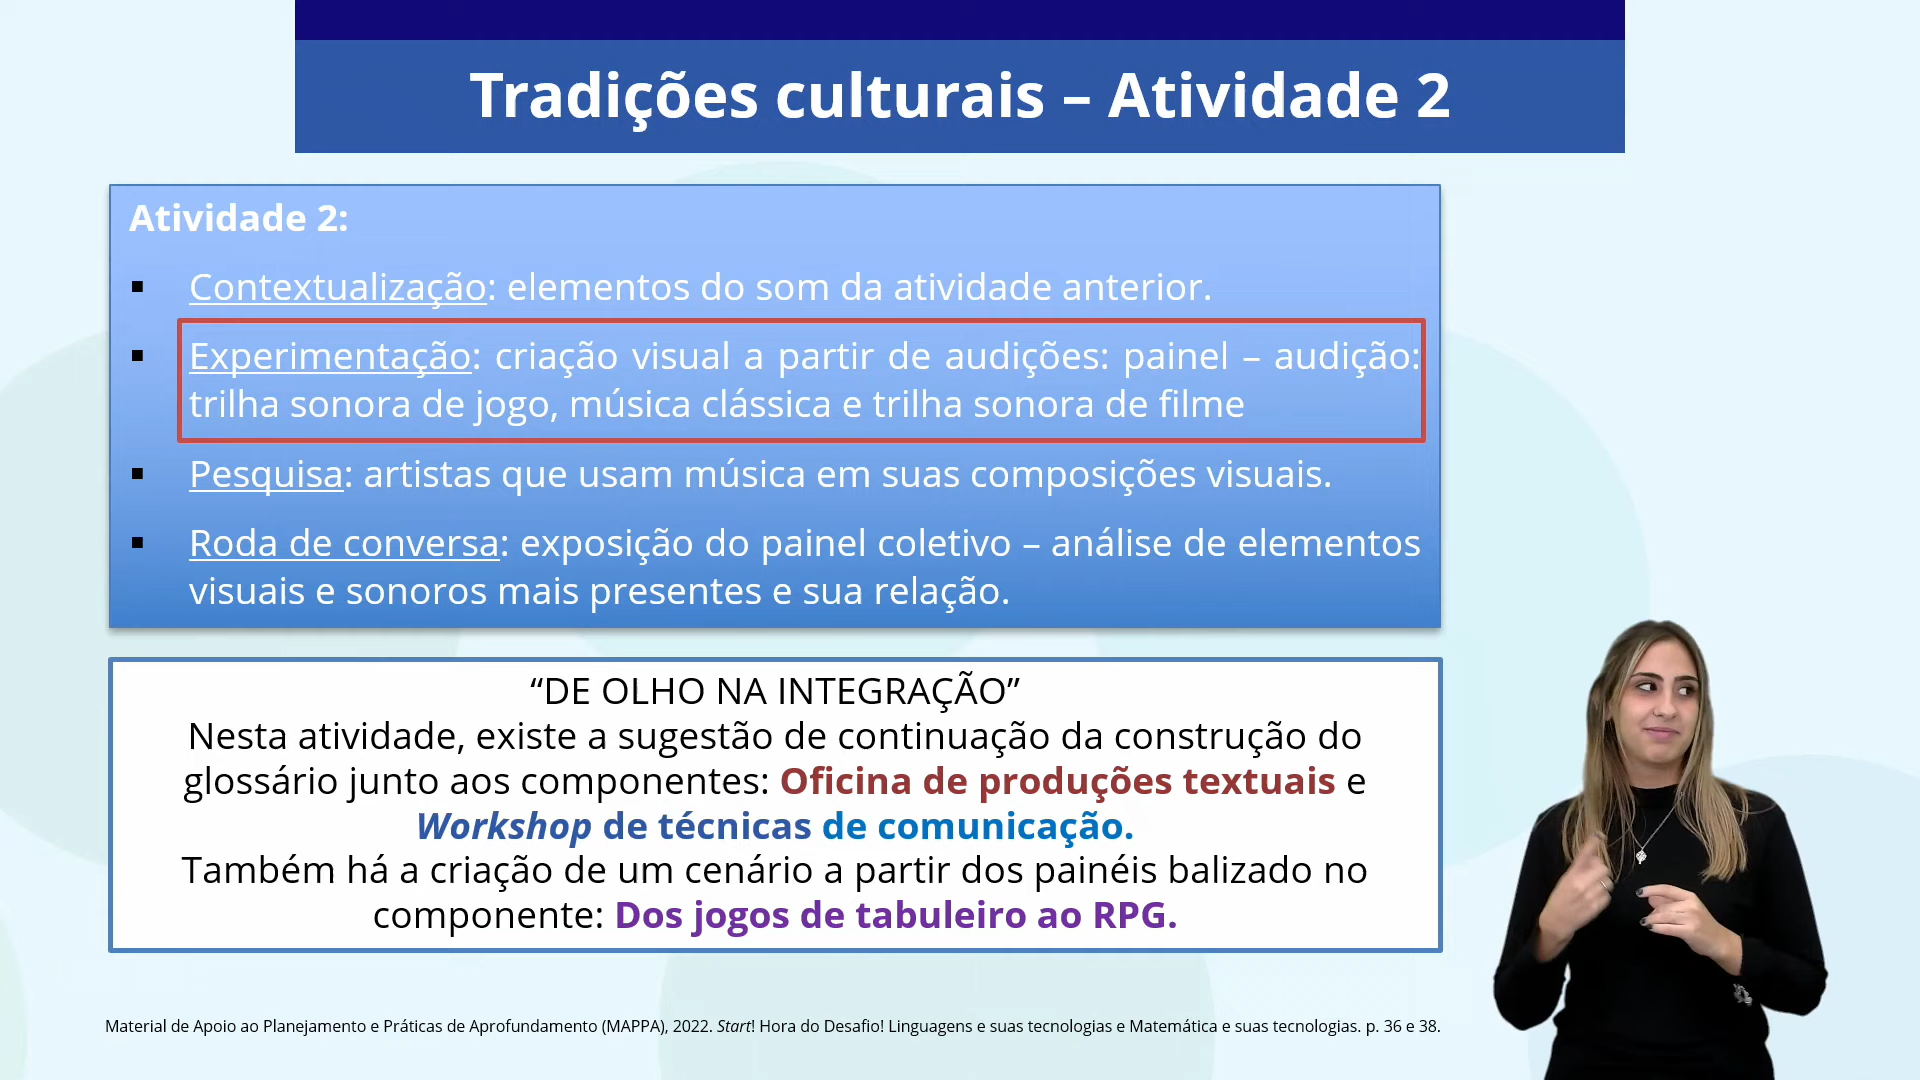 Tradições culturais – Atividade 2
Atividade 2:
▪ Contextualização: elementos do som da atividade anterior.
▪ Experimentação: criação visual a partir de audições: painel – audição:
trilha sonora de jogo, música clássica e trilha sonora de filme
▪ Pesquisa: artistas que usam música em suas composições visuais.
▪ Roda de conversa: exposição do painel coletivo – análise de elementos
visuais e sonoros mais presentes e sua relação.
“DE OLHO NA INTEGRAÇÃO”
Nesta atividade, existe a sugestão de continuação da construção do
glossário junto aos componentes: Oficina de produções textuais e
Workshop de técnicas de comunicação.
Também há a criação de um cenário a partir dos painéis balizado no
componente: Dos jogos de tabuleiro ao RPG.
Material de Apoio ao Planejamento e Práticas de Aprofundamento (MAPPA), 2022. Start! Hora do Desafio! Linguagens e suas tecnologias e Matemática e suas tecnologias. p. 36 e 38.